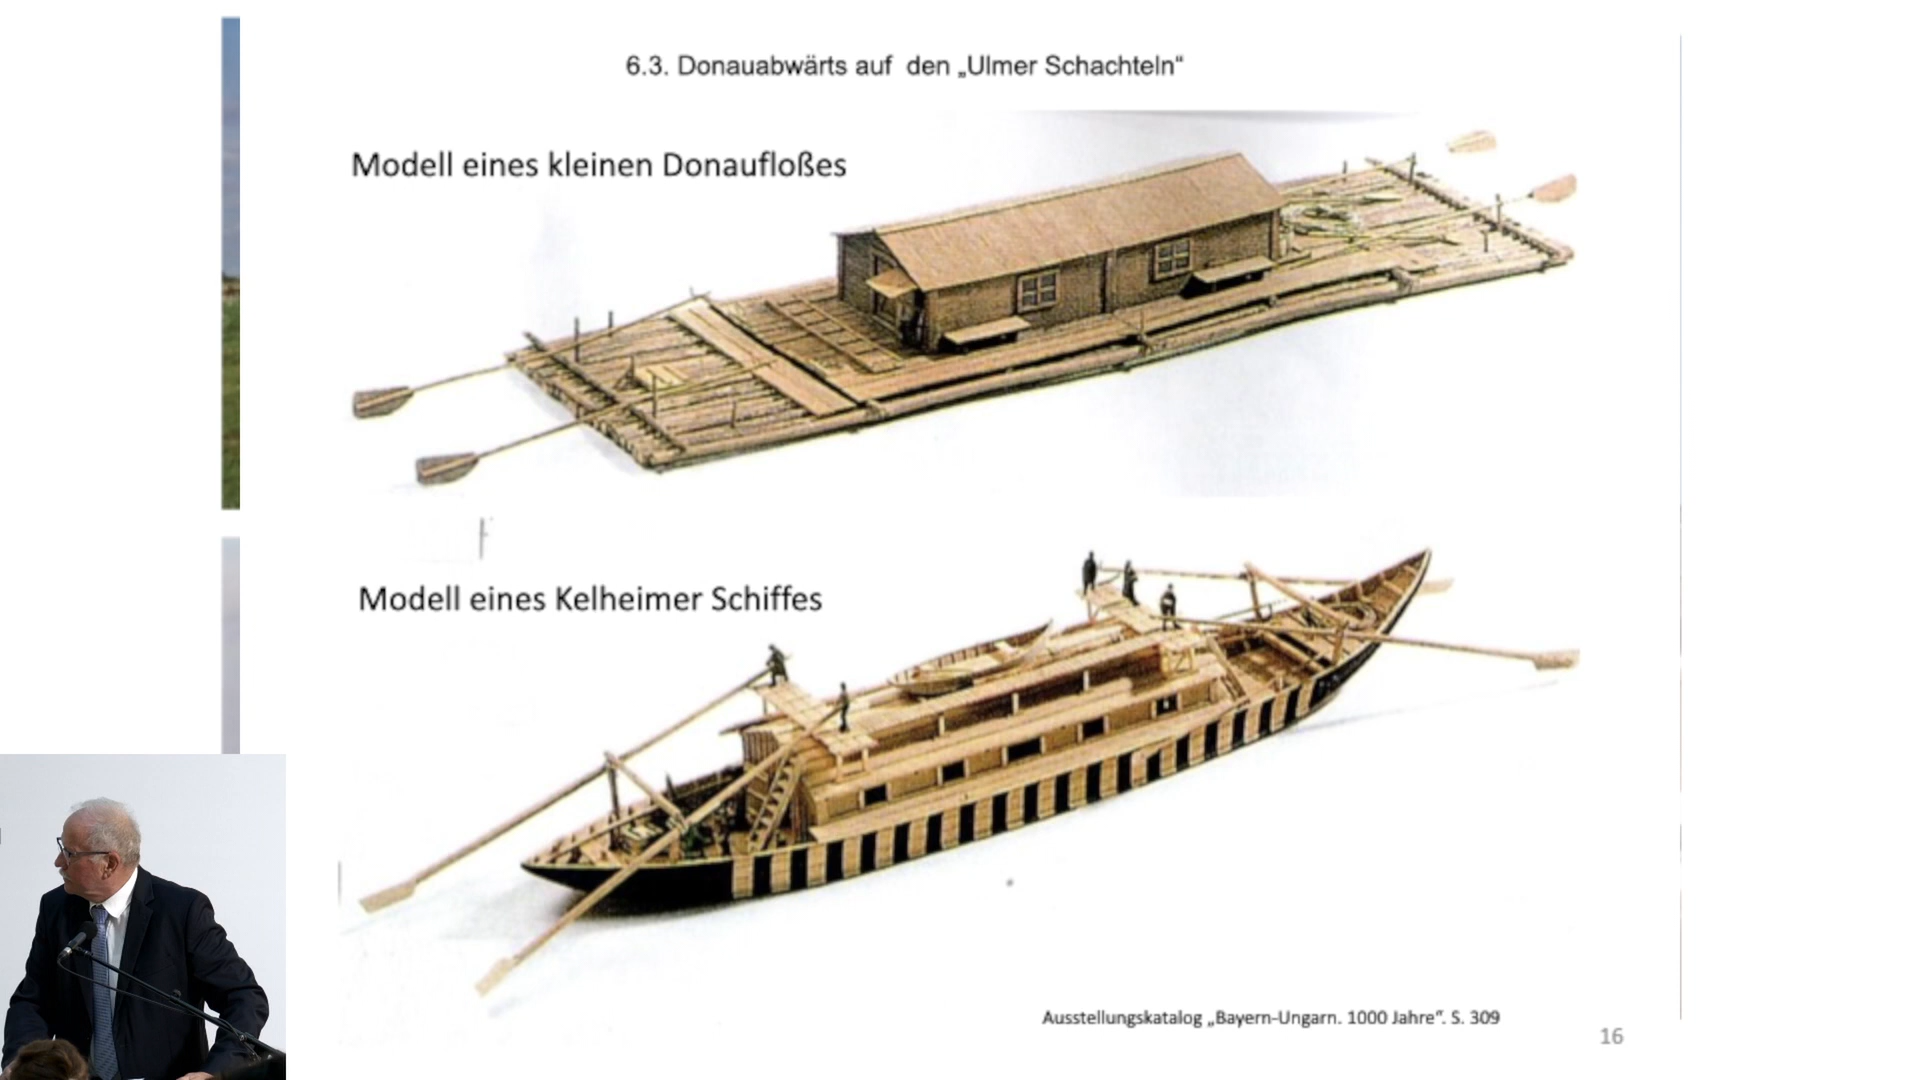 6.3. Donauabwärts auf den „Ulmer Schachteln“
Modell eines kleinen Donaufloßes
Modell eines Kelheimer Schiffes
Ausstellungskatalog „Bayern-Ungarn. 1000 Jahre“. S. 309
16